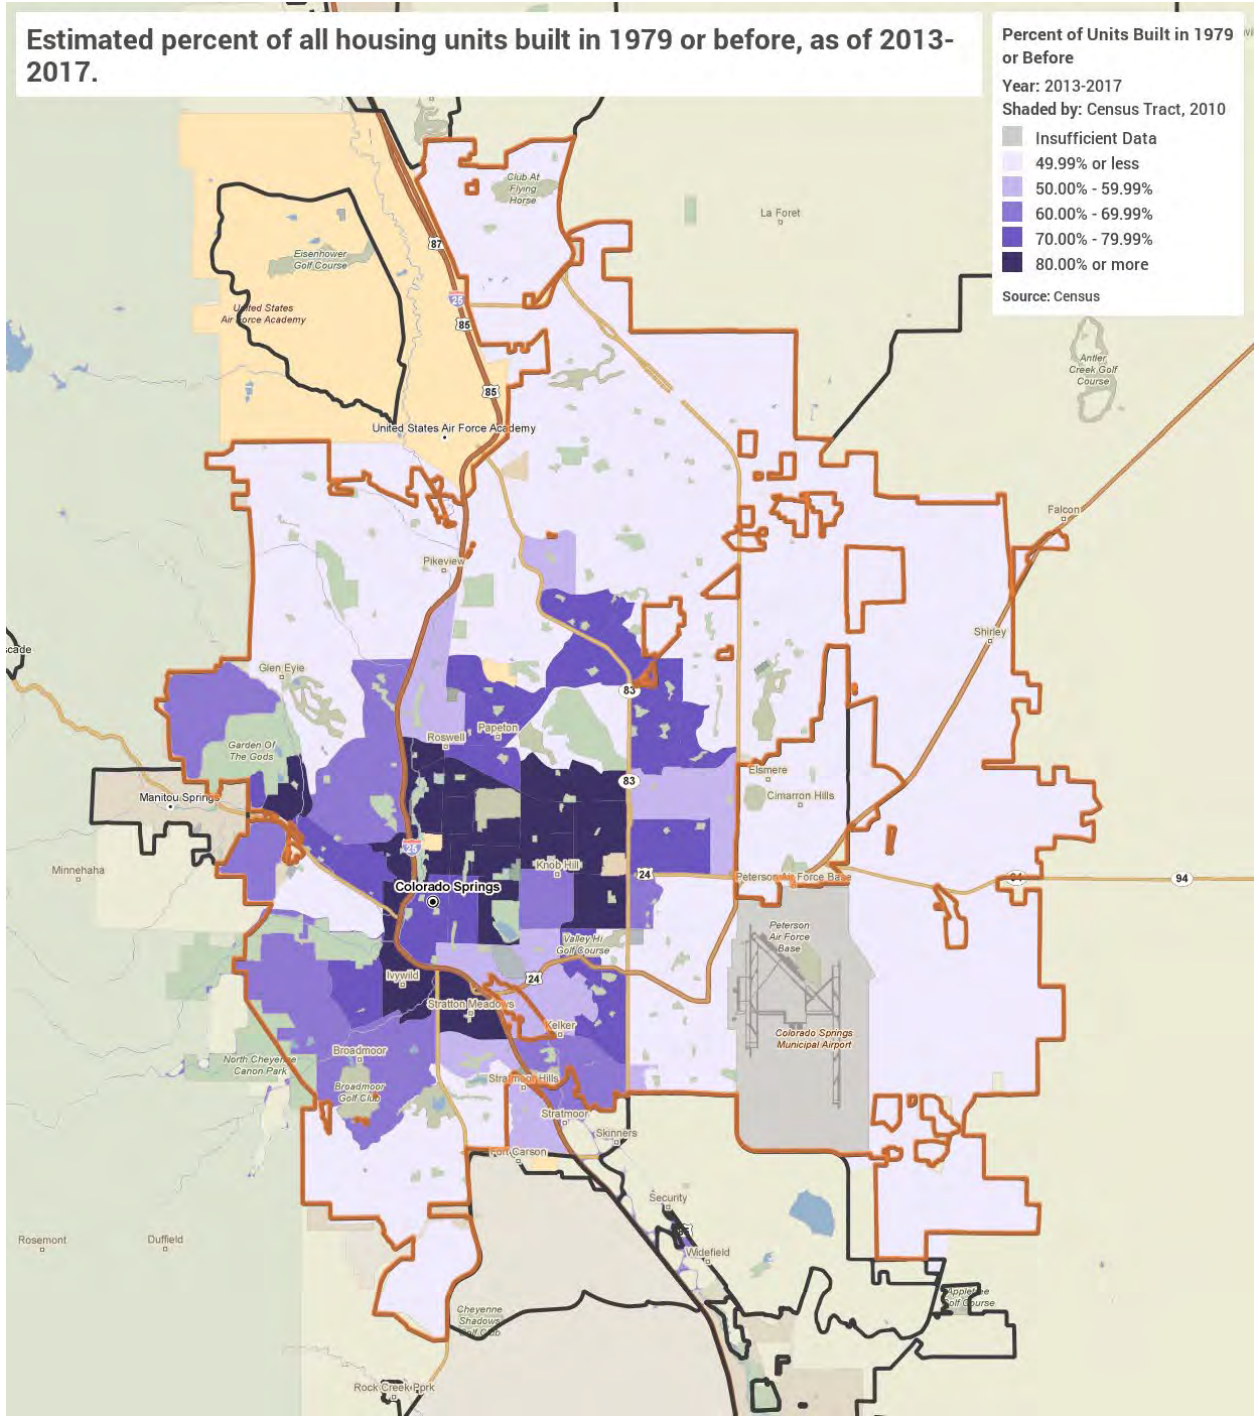 Estimated percent of all housing units built in 1979 or before, as of 2013-
2017.
Percent of Units Built in 1979
or Before
Year: 2013-2017
Shaded by: Census Tract, 2010
Insufficient Data
49.99% or less
50.00% - 59.99%
60.00% - 69.99%
70.00% - 79.99%
80.00% or more
Source: Census
Club At
Flying
Horse
La Foret
87
Eisenhower
Golf Course
25
United States
Air Force Academy
85
Antler
Creek Golf
Course
85
United States Air Force Academy
Falcon
Pikeview
Shirley
scade
Glen Eyie
83
Papeton
Roswell
Garden Of
The Gods
Elsmere
83
Manitou Springs
Cimarron Hills
25
Minnehaha
Knob Hill
24
Peterson Air Force Base
94
94
Colorado Springs
Peterson
Air Force
Base
Valley Hi
Golf Course
Ivywild
24
Stratton Meadows
Kelker
Colorado Springs
Municipal Airport
Broadmoor
North Cheyenne
Canon Park
Stratmoor Hills
Broadmoor
Golf Club
Stratmoor
Skinners
Fort Carson
Security
Rosemont
Duffield
Widefield
Appletree
Golf Course
Cheyenne
Shadows
Golf Club
Rock Creek Park